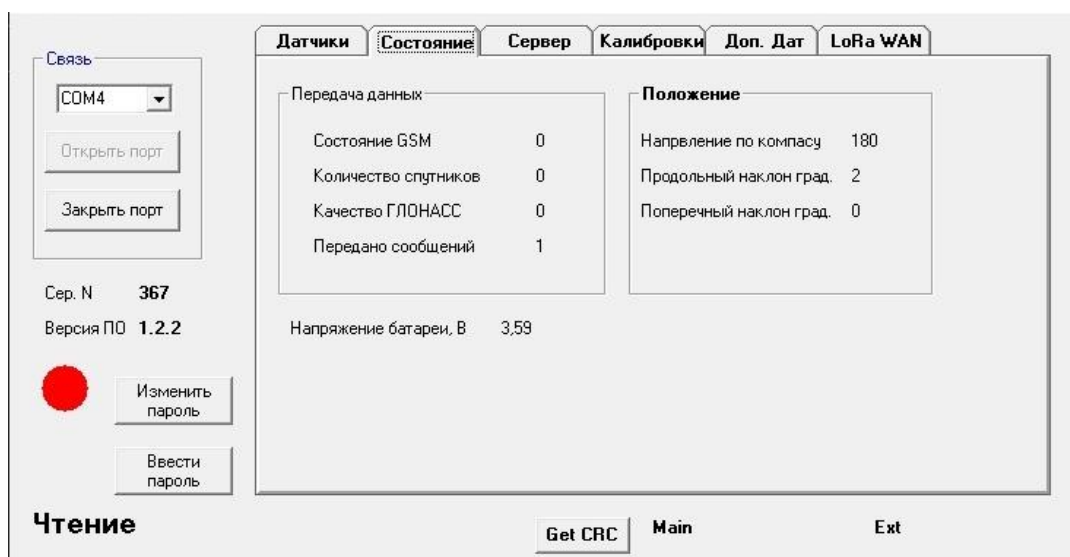 Датчики Состояние Сервер Калибровки Доп. Дат LoRa WAN
Связь
COM4
Открыть порт
Закрыть порт
Сер. N 367
Версия ПО 1.2.2
Изменить
пароль
Ввести
пароль
Чтение
Передача данных
Состояние GSM 0
Количество спутников 0
Качество ГЛОНАСС 0
Передано сообщений 1
Положение
Напрвление по компасу 180
Продольный наклон град. 2
Поперечный наклон град. 0
Напряжение батареи, В 3,59
Get CRC Main Ext